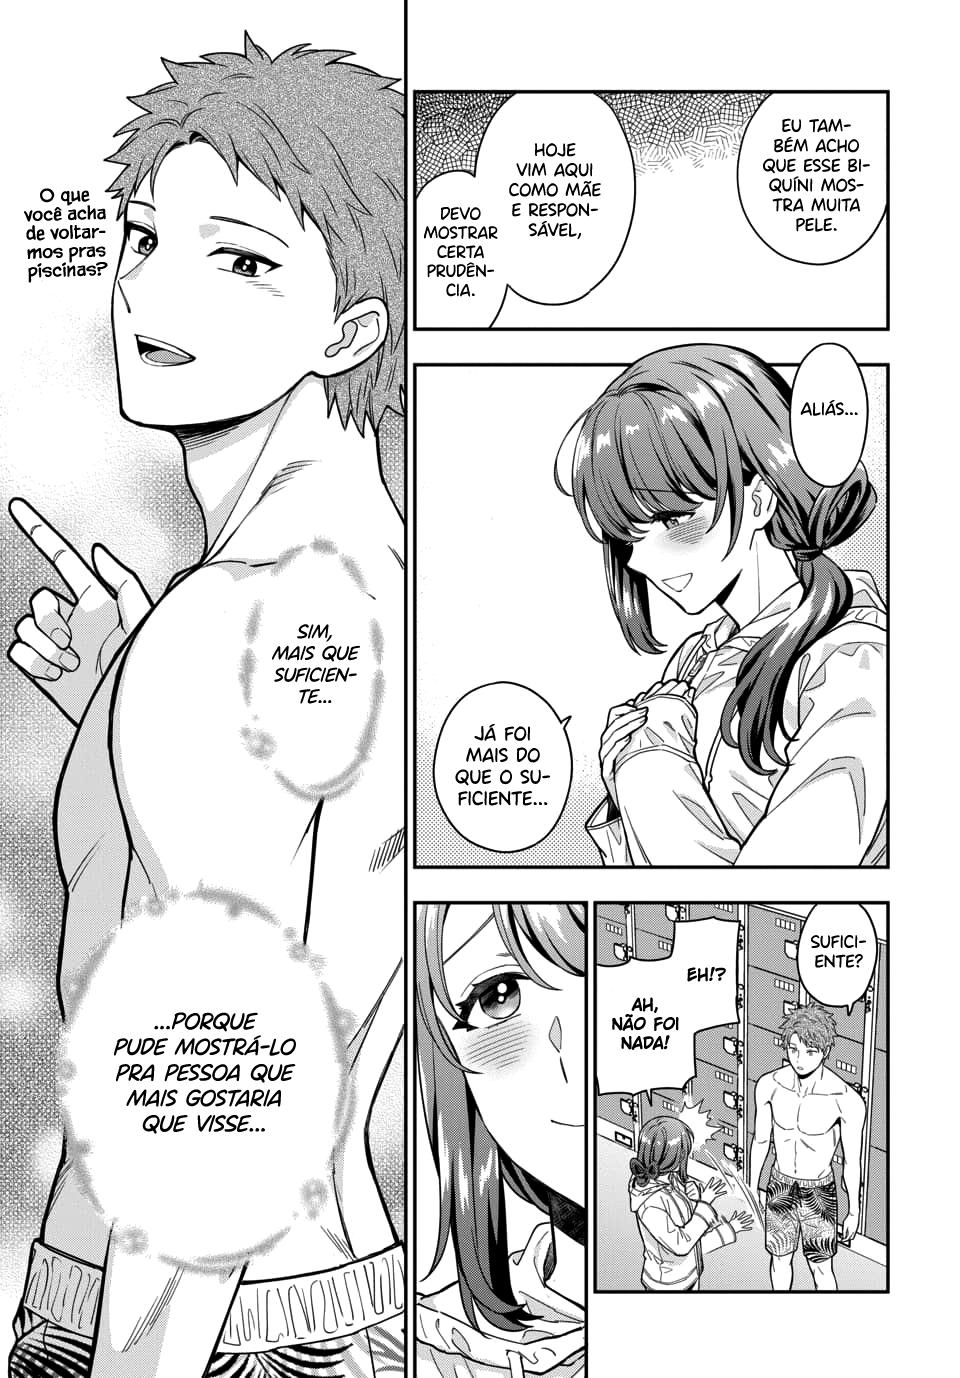 EU TAM-
BÉM ACHO
QUE ESSE BI-
QUÍNI MOS-
TRA MUITA
PELE.
HOJE
VIM AQUI
COMO MÃE
E RESPON-
SÁVEL,
DEVO
MOSTRAR
CERTA
PRUDÊN-
CIA.
ALIÁS...
JÁ FOI
MAIS DO
QUE O SU-
FICIENTE...
SUFICI-
ENTE?
EH!?
AH,
NÃO FOI
NADA!
O que
você acha
de voltar-
mos pras
piscinas?
SIM,
MAIS QUE
SUFICIEN-
TE...
...PORQUE
PUDE MOSTRÁ-LO
PRA PESSOA QUE
MAIS GOSTARIA
QUE VISSE...